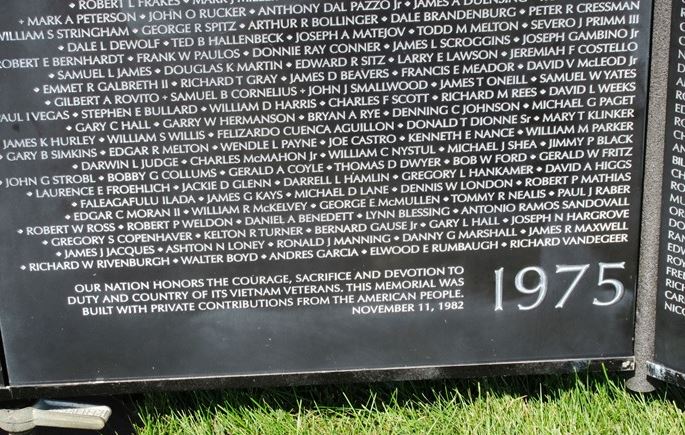 ROBERT L FRAKES
+ MARK A PETERSON + JOHN O RUCKER + ANTHONY DAL PAZZO Jr + JAMES A DUENSING
WILLIAM S STRINGHAM ⬥ GEORGE R SPITZ ⬥ ARTHUR R BOLLINGER ⬥ DALE BRANDENBURG ⬥ PETER R CRESSMAN
⬥ DALE L DEWOLF ⬥ TED B HALLENBECK ⬥ JOSEPH A MATEJOV ⬥ TODD M MELTON ⬥ SEVERO J PRIMM III
ROBERT E BERNHARDT ⬥ FRANK W PAULOS ⬥ DONNIE RAY CONNER ⬥ JAMES L SCROGGINS ⬥ JOSEPH GAMBINO Jr
⬥ SAMUEL L JAMES ⬥ DOUGLAS K MARTIN ⬥ EDWARD R SITZ ⬥ LARRY E LAWSON ⬥ JEREMIAH F COSTELLO
⬥ EMMET R GALBRETH II ⬥ RICHARD T GRAY ⬥ JAMES D BEAVERS ⬥ FRANCIS E MEADOR ⬥ DAVID V McLEOD Jr
⬥ GILBERT A ROVITO + SAMUEL B CORNELIUS + JOHN J SMALLWOOD ⬥ JAMES T ONEILL ⬥ SAMUEL W YATES
PAUL I VEGAS ⬥ STEPHEN E BULLARD ⬥ WILLIAM D HARRIS ⬥ CHARLES F SCOTT ⬥ RICHARD M REES ⬥ DAVID L WEEKS
⬥ GARY C HALL ⬥ GARRY W HERMANSON ⬥ BRYAN A RYE ⬥ DENNING C JOHNSON ⬥ MICHAEL G PAGET
⬥ JAMES K HURLEY ⬥ WILLIAM S WILLIS ⬥ FELIZARDO CUENCA AGUILLON ⬥ DONALD T DIONNE Sr ⬥ MARY T KLINKER
⬥ GARY B SIMKINS ⬥ EDGAR R MELTON ⬥ WENDLE L PAYNE ⬥ JOE CASTRO ⬥ KENNETH E NANCE ⬥ WILLIAM M PARKER
⬥ DARWIN L JUDGE ⬥ CHARLES McMAHON Jr ⬥ WILLIAM C NYSTUL ⬥ MICHAEL J SHEA ⬥ JIMMY P BLACK
⬥ JOHN G STROBL ⬥ BOBBY G COLLUMS ⬥ GERALD A COYLE ⬥ THOMAS D DWYER ⬥ BOB W FORD ⬥ GERALD W FRITZ
⬥ LAURENCE E FROEHLICH ⬥ JACKIE D GLENN ⬥ DARRELL L HAMLIN ⬥ GREGORY L HANKAMER ⬥ DAVID A HIGGS
⬥ FALEAGAFULU ILAOA ⬥ JAMES G KAYS ⬥ MICHAEL D LANE ⬥ DENNIS W LONDON ⬥ ROBERT P MATHIAS
⬥ EDGAR C MORAN II ⬥ WILLIAM R McKELVEY ⬥ GEORGE E McMULLEN ⬥ TOMMY R NEALIS ⬥ PAUL J RABER
⬥ ROBERT W ROSS ⬥ ROBERT P WELDON ⬥ DANIEL A BENEDETT ⬥ LYNN BLESSING ⬥ ANTONIO RAMOS SANDOVALL
⬥ GREGORY S COPENHAVER ⬥ KELTON R TURNER ⬥ BERNARD GAUSE Jr ⬥ GARY L HALL ⬥ JOSEPH N HARGROVE
⬥ JAMES J JACQUES ⬥ ASHTON N LONEY ⬥ RONALD J MANNING ⬥ DANNY G MARSHALL ⬥ JAMES R MAXWELL
⬥ RICHARD W RIVENBURGH ⬥ WALTER BOYD ⬥ ANDRES GARCIA ⬥ ELWOOD E RUMBAUGH ⬥ RICHARD VANDEGEER
OUR NATION HONORS THE COURAGE, SACRIFICE AND DEVOTION TO
DUTY AND COUNTRY OF ITS VIETNAM VETERANS. THIS MEMORIAL WAS
BUILT WITH PRIVATE CONTRIBUTIONS FROM THE AMERICAN PEOPLE.
NOVEMBER 11, 1982
1975